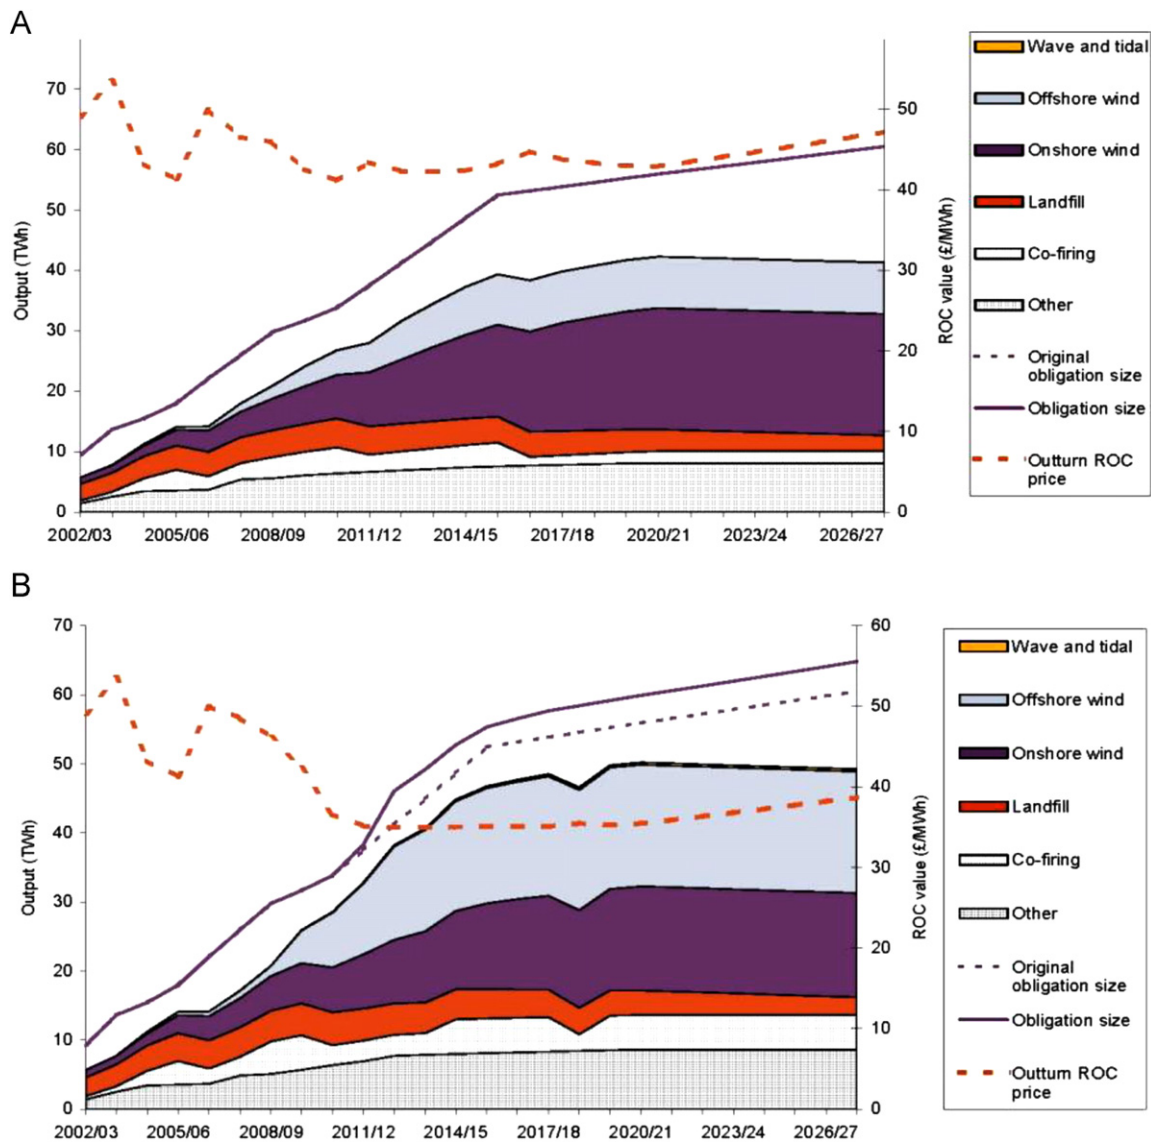 A
70
60
50
40
30
20
10
0
Output (TWh)
50
40
30
20
10
0
ROC value (£/MWh)
2002/03 2005/06 2008/09 2011/12 2014/15 2017/18 2020/21 2023/24 2026/27
Wave and tidal
Offshore wind
Onshore wind
Landfill
Co-firing
Other
Original
obligation size
Obligation size
Outturn ROC
price
B
70
60
50
40
30
20
10
0
Output (TWh)
60
50
40
30
20
10
0
ROC value (£/MWh)
2002/03 2005/06 2008/09 2011/12 2014/15 2017/18 2020/21 2023/24 2026/27
Wave and tidal
Offshore wind
Onshore wind
Landfill
Co-firing
Other
Original
obligation size
Obligation size
Outturn ROC
price